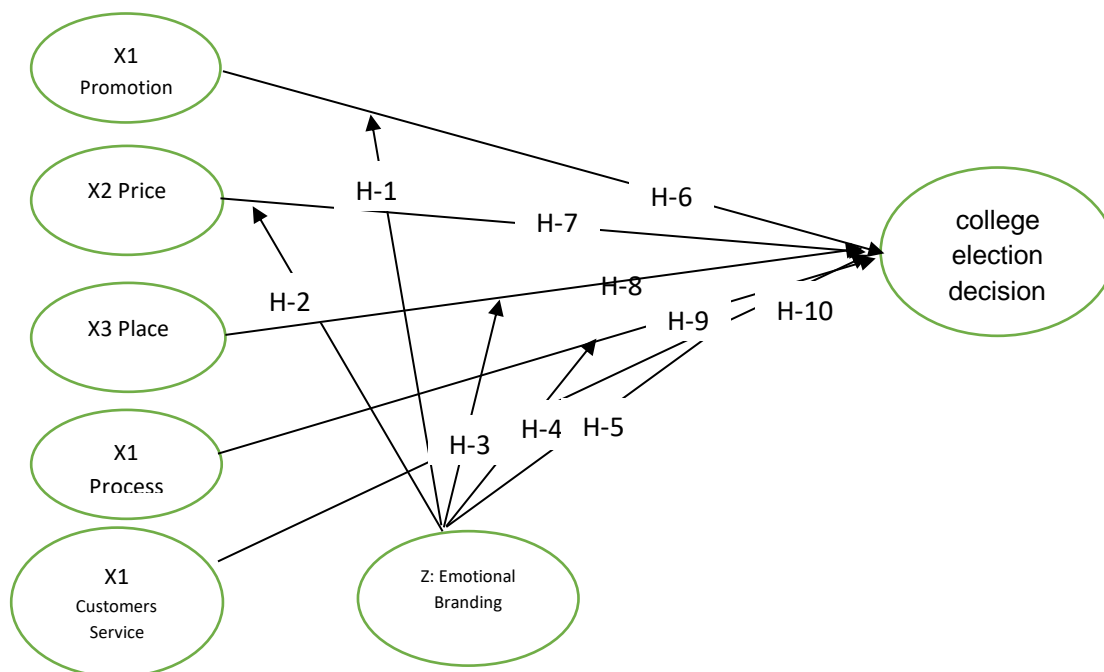 X1
Promotion
X2 Price
X3 Place
X1
Process
X1
Customers
Service
H-1
H-2
H-3
H-4
H-5
H-6
H-7
H-8
H-9
H-10
Z: Emotional
Branding
college
election
decision